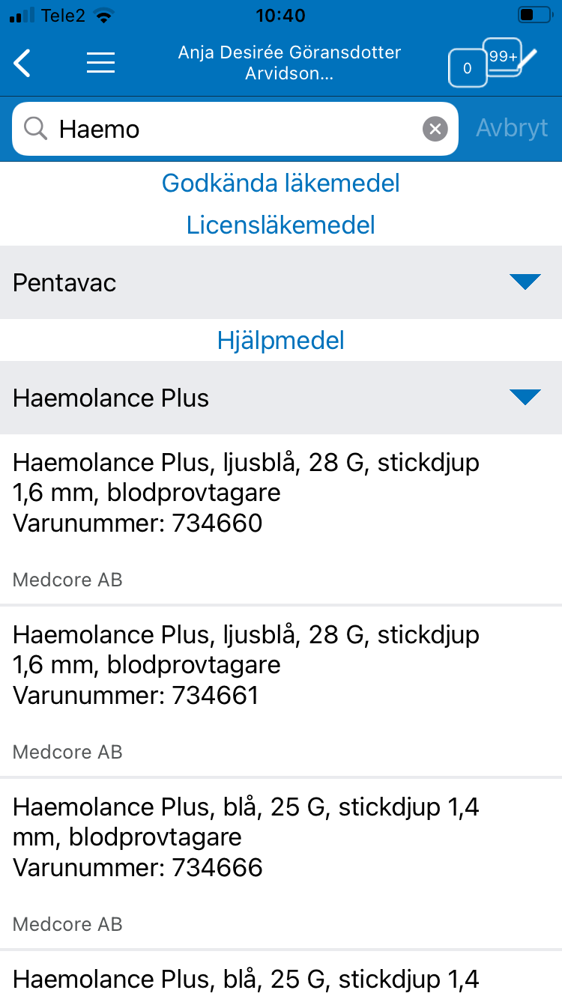 Tele2
10:40
Anja Desirée Göransdotter
Arvidson...
0
99+
Haemo
Avbryt
Godkända läkemedel
Licensläkemedel
Pentavac
Hjälpmedel
Haemolance Plus
Haemolance Plus, ljusblå, 28 G, stickdjup
1,6 mm, blodprovtagare
Varunummer: 734660
Medcore AB
Haemolance Plus, ljusblå, 28 G, stickdjup
1,6 mm, blodprovtagare
Varunummer: 734661
Medcore AB
Haemolance Plus, blå, 25 G, stickdjup 1,4
mm, blodprovtagare
Varunummer: 734666
Medcore AB
Haemolance Plus, blå, 25 G, stickdjup 1,4